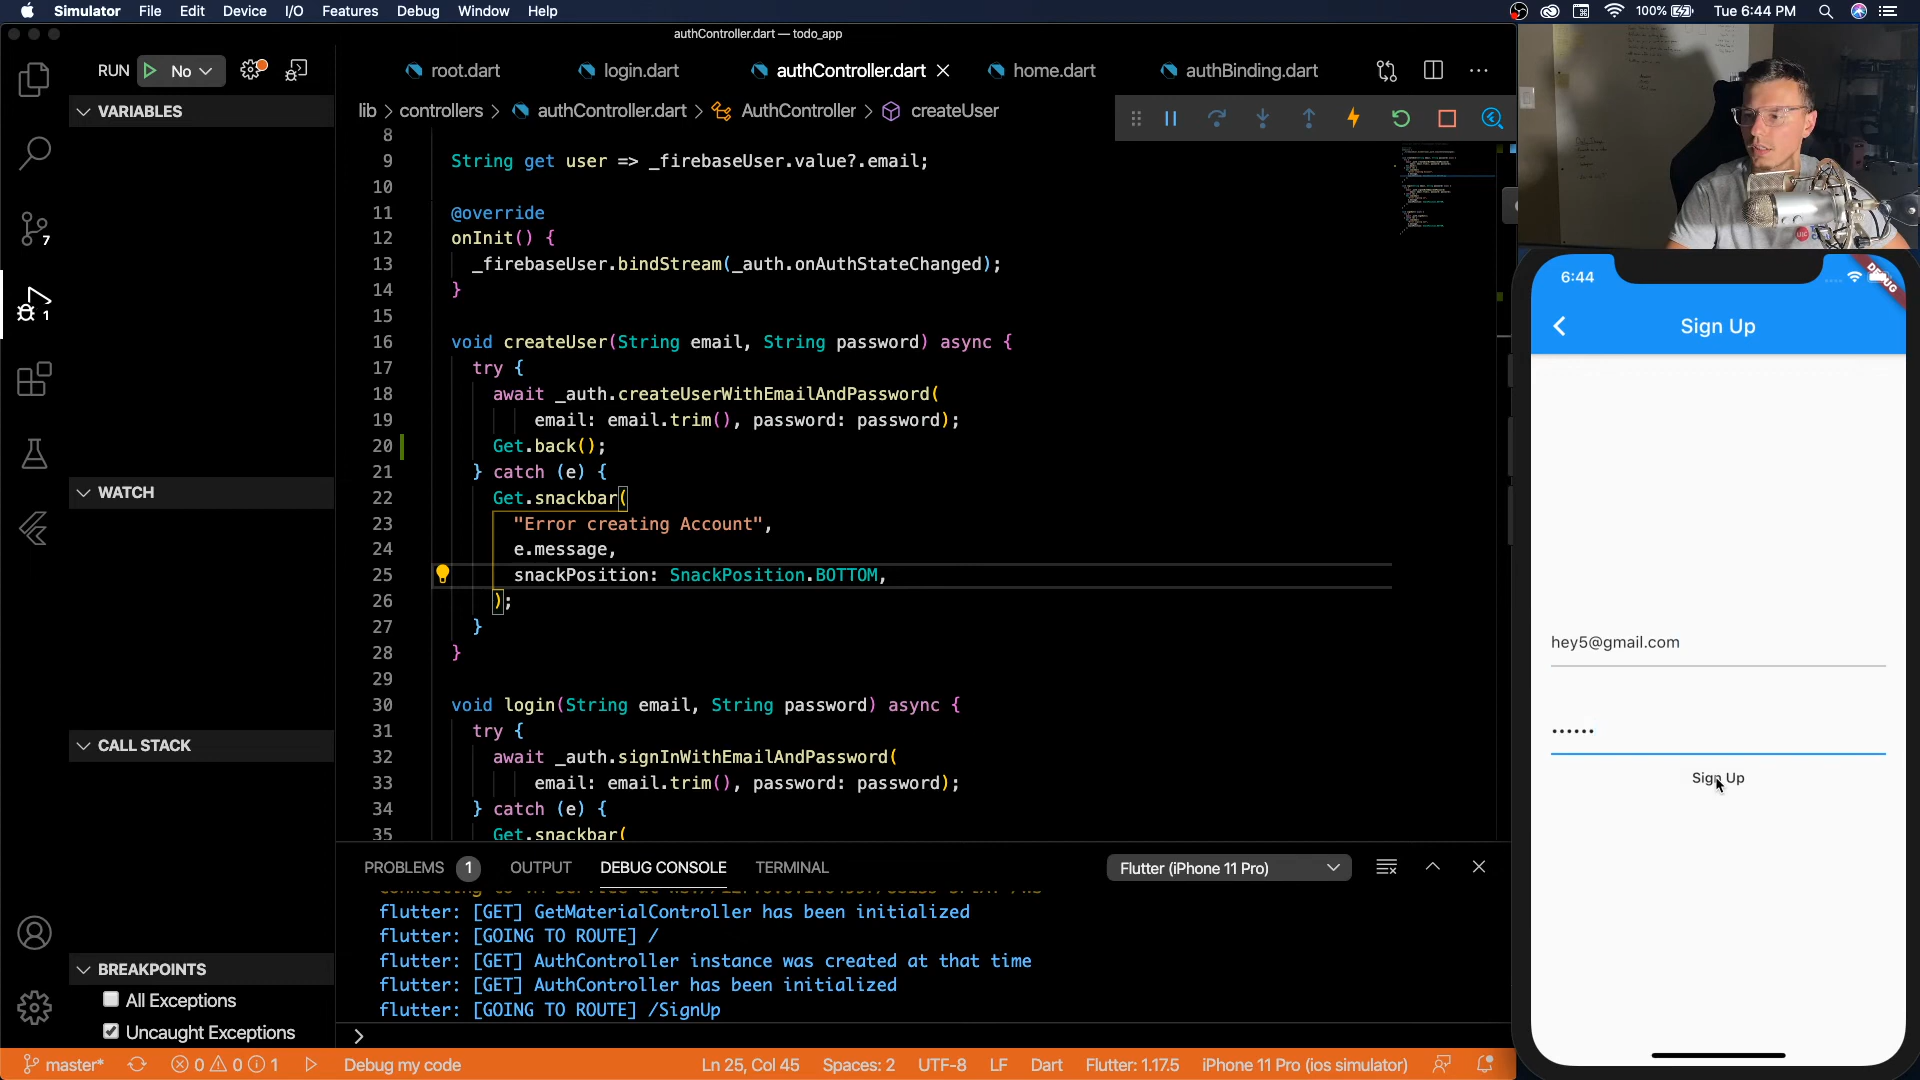 Simulator File Edit Device I/O Features Debug Window Help
100% Tue 6:44 PM
authController.dart — todo_app
RUN No
root.dart login.dart authController.dart home.dart authBinding.dart
lib > controllers > authController.dart > AuthController > createUser
VARIABLES
WATCH
CALL STACK
BREAKPOINTS
All Exceptions
Uncaught Exceptions
7
1
8
9 String get user => _firebaseUser.value?.email;
10
11 @override
12 onInit() {
13 _firebaseUser.bindStream(_auth.onAuthStateChanged);
14 }
15
16 void createUser(String email, String password) async {
17 try {
18 await _auth.createUserWithEmailAndPassword(
19 email: email.trim(), password: password);
20 Get.back();
21 } catch (e) {
22 Get.snackbar(
23 "Error creating Account",
24 e.message,
25 snackPosition: SnackPosition.BOTTOM,
26 );
27 }
28 }
29
30 void login(String email, String password) async {
31 try {
32 await _auth.signInWithEmailAndPassword(
33 email: email.trim(), password: password);
34 } catch (e) {
35 Get.snackbar(
PROBLEMS 1 OUTPUT DEBUG CONSOLE TERMINAL Flutter (iPhone 11 Pro)
flutter: [GET] GetMaterialController has been initialized
flutter: [GOING TO ROUTE] /
flutter: [GET] AuthController instance was created at that time
flutter: [GET] AuthController has been initialized
flutter: [GOING TO ROUTE] /SignUp
>
master* 0 0 1 Debug my code Ln 25, Col 45 Spaces: 2 UTF-8 LF Dart Flutter: 1.17.5 iPhone 11 Pro (ios simulator)
6:44
DEBUG
Sign Up
hey5@gmail.com
••••••
Sign Up